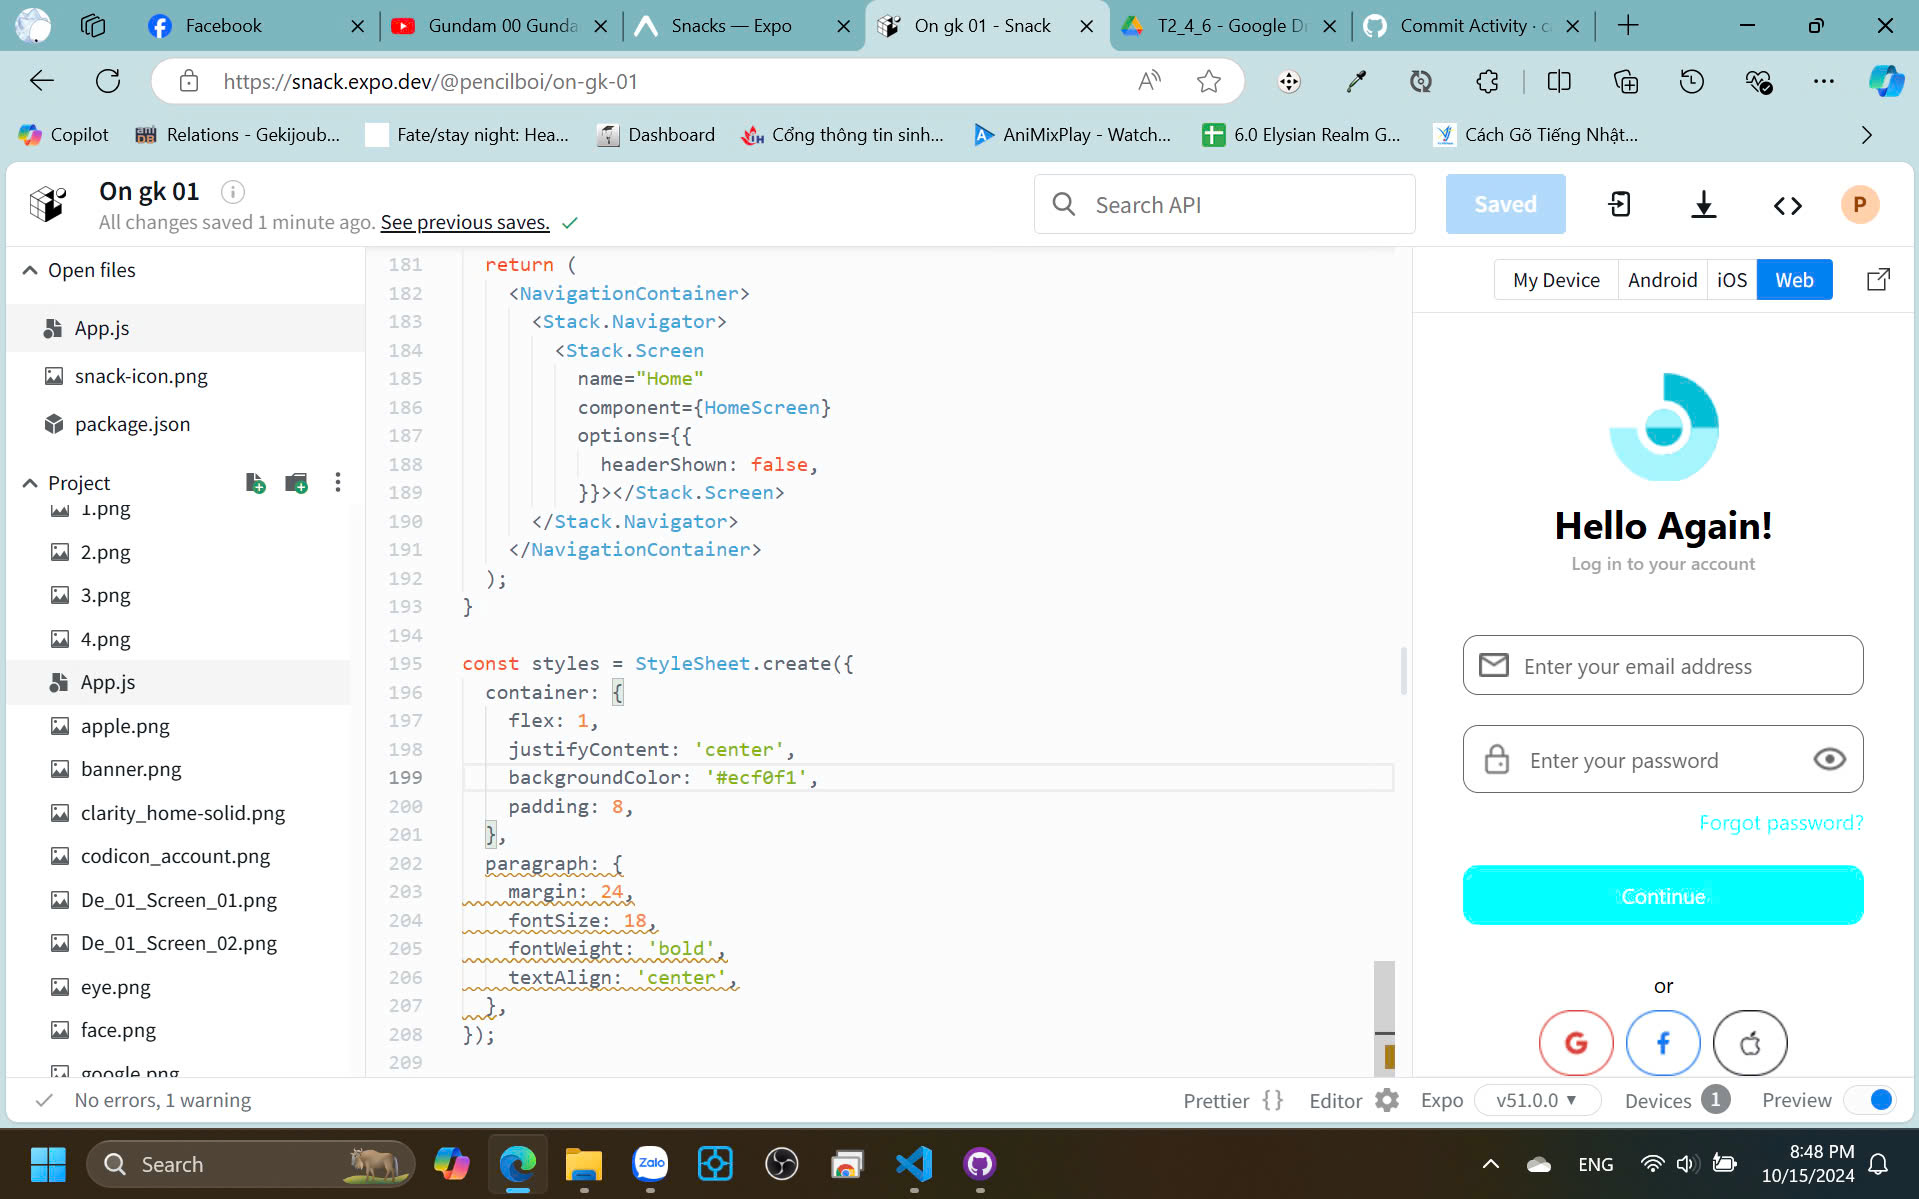 Facebook
Gundam 00 Gunda
Snacks — Expo
On gk 01 - Snack
T2_4_6 - Google Dr
Commit Activity · c
https://snack.expo.dev/@pencilboi/on-gk-01
Copilot
Relations - Gekijoub...
Fate/stay night: Hea...
Dashboard
Cổng thông tin sinh...
AniMixPlay - Watch...
6.0 Elysian Realm G...
Cách Gõ Tiếng Nhật...
On gk 01
All changes saved 1 minute ago. See previous saves.
Search API
Saved
P
Open files
App.js
snack-icon.png
package.json
Project
1.png
2.png
3.png
4.png
App.js
apple.png
banner.png
clarity_home-solid.png
codicon_account.png
De_01_Screen_01.png
De_01_Screen_02.png
eye.png
face.png
google.png
181 return (
182 <NavigationContainer>
183 <Stack.Navigator>
184 <Stack.Screen
185 name="Home"
186 component={HomeScreen}
187 options={{
188 headerShown: false,
189 }}></Stack.Screen>
190 </Stack.Navigator>
191 </NavigationContainer>
192 );
193 }
194
195 const styles = StyleSheet.create({
196 container: {
197 flex: 1,
198 justifyContent: 'center',
199 backgroundColor: '#ecf0f1',
200 padding: 8,
201 },
202 paragraph: {
203 margin: 24,
204 fontSize: 18,
205 fontWeight: 'bold',
206 textAlign: 'center',
207 },
208 });
209
My Device
Android
iOS
Web
Hello Again!
Log in to your account
Enter your email address
Enter your password
Forgot password?
Continue
or
No errors, 1 warning
Prettier {}
Editor
Expo
v51.0.0
Devices 1
Preview
Search
Zalo
ENG
8:48 PM
10/15/2024